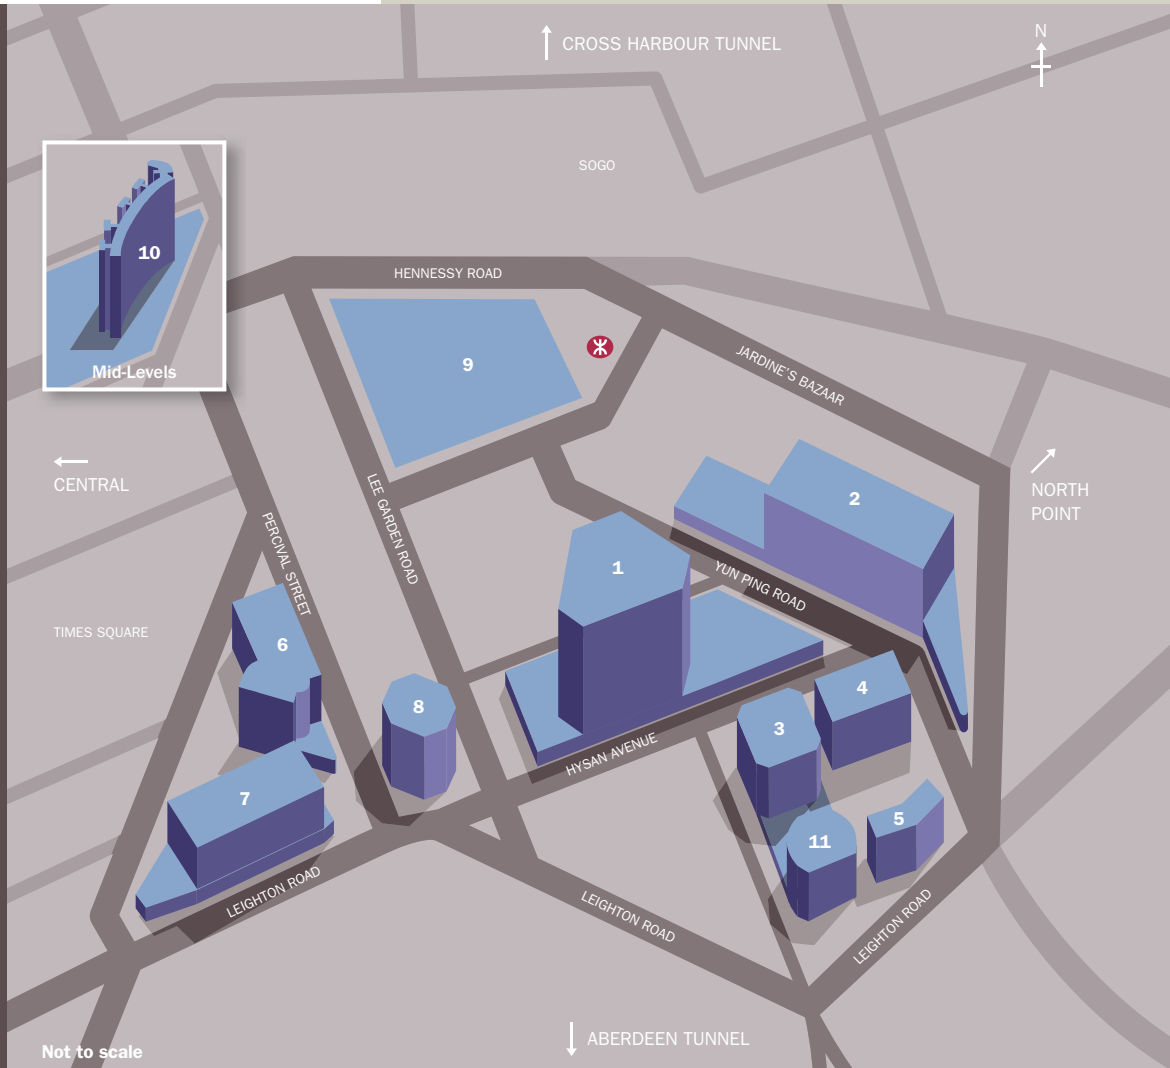 CROSS HARBOUR TUNNEL
N
SOGO
10
Mid-Levels
HENNESSY ROAD
9
JARDINE'S BAZAAR
CENTRAL
NORTH
POINT
LEE GARDEN ROAD
2
PERCIVAL STREET
1
YUN PING ROAD
TIMES SQUARE
6
4
8
3
HYSAN AVENUE
7
5
11
LEIGHTON ROAD
LEIGHTON ROAD
LEIGHTON ROAD
ABERDEEN TUNNEL
Not to scale